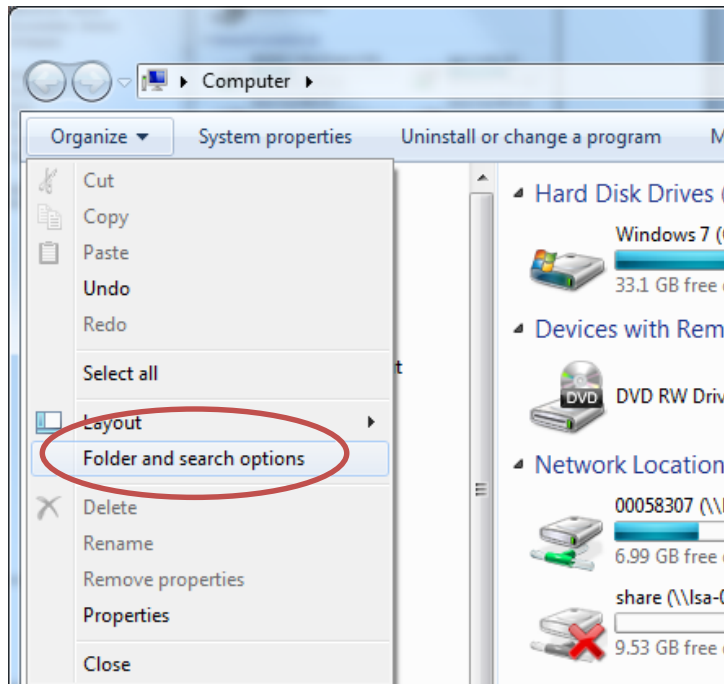 Computer
Organize
System properties
Uninstall or change a program
Cut
Copy
Paste
Undo
Redo
Select all
Layout
Folder and search options
Delete
Rename
Remove properties
Properties
Close
t
Hard Disk Drives (
Windows 7 (
33.1 GB free
Devices with Rem
DVD
DVD RW Driv
Network Location
00058307 (\\
6.99 GB free
share (\\lsa-
9.53 GB free